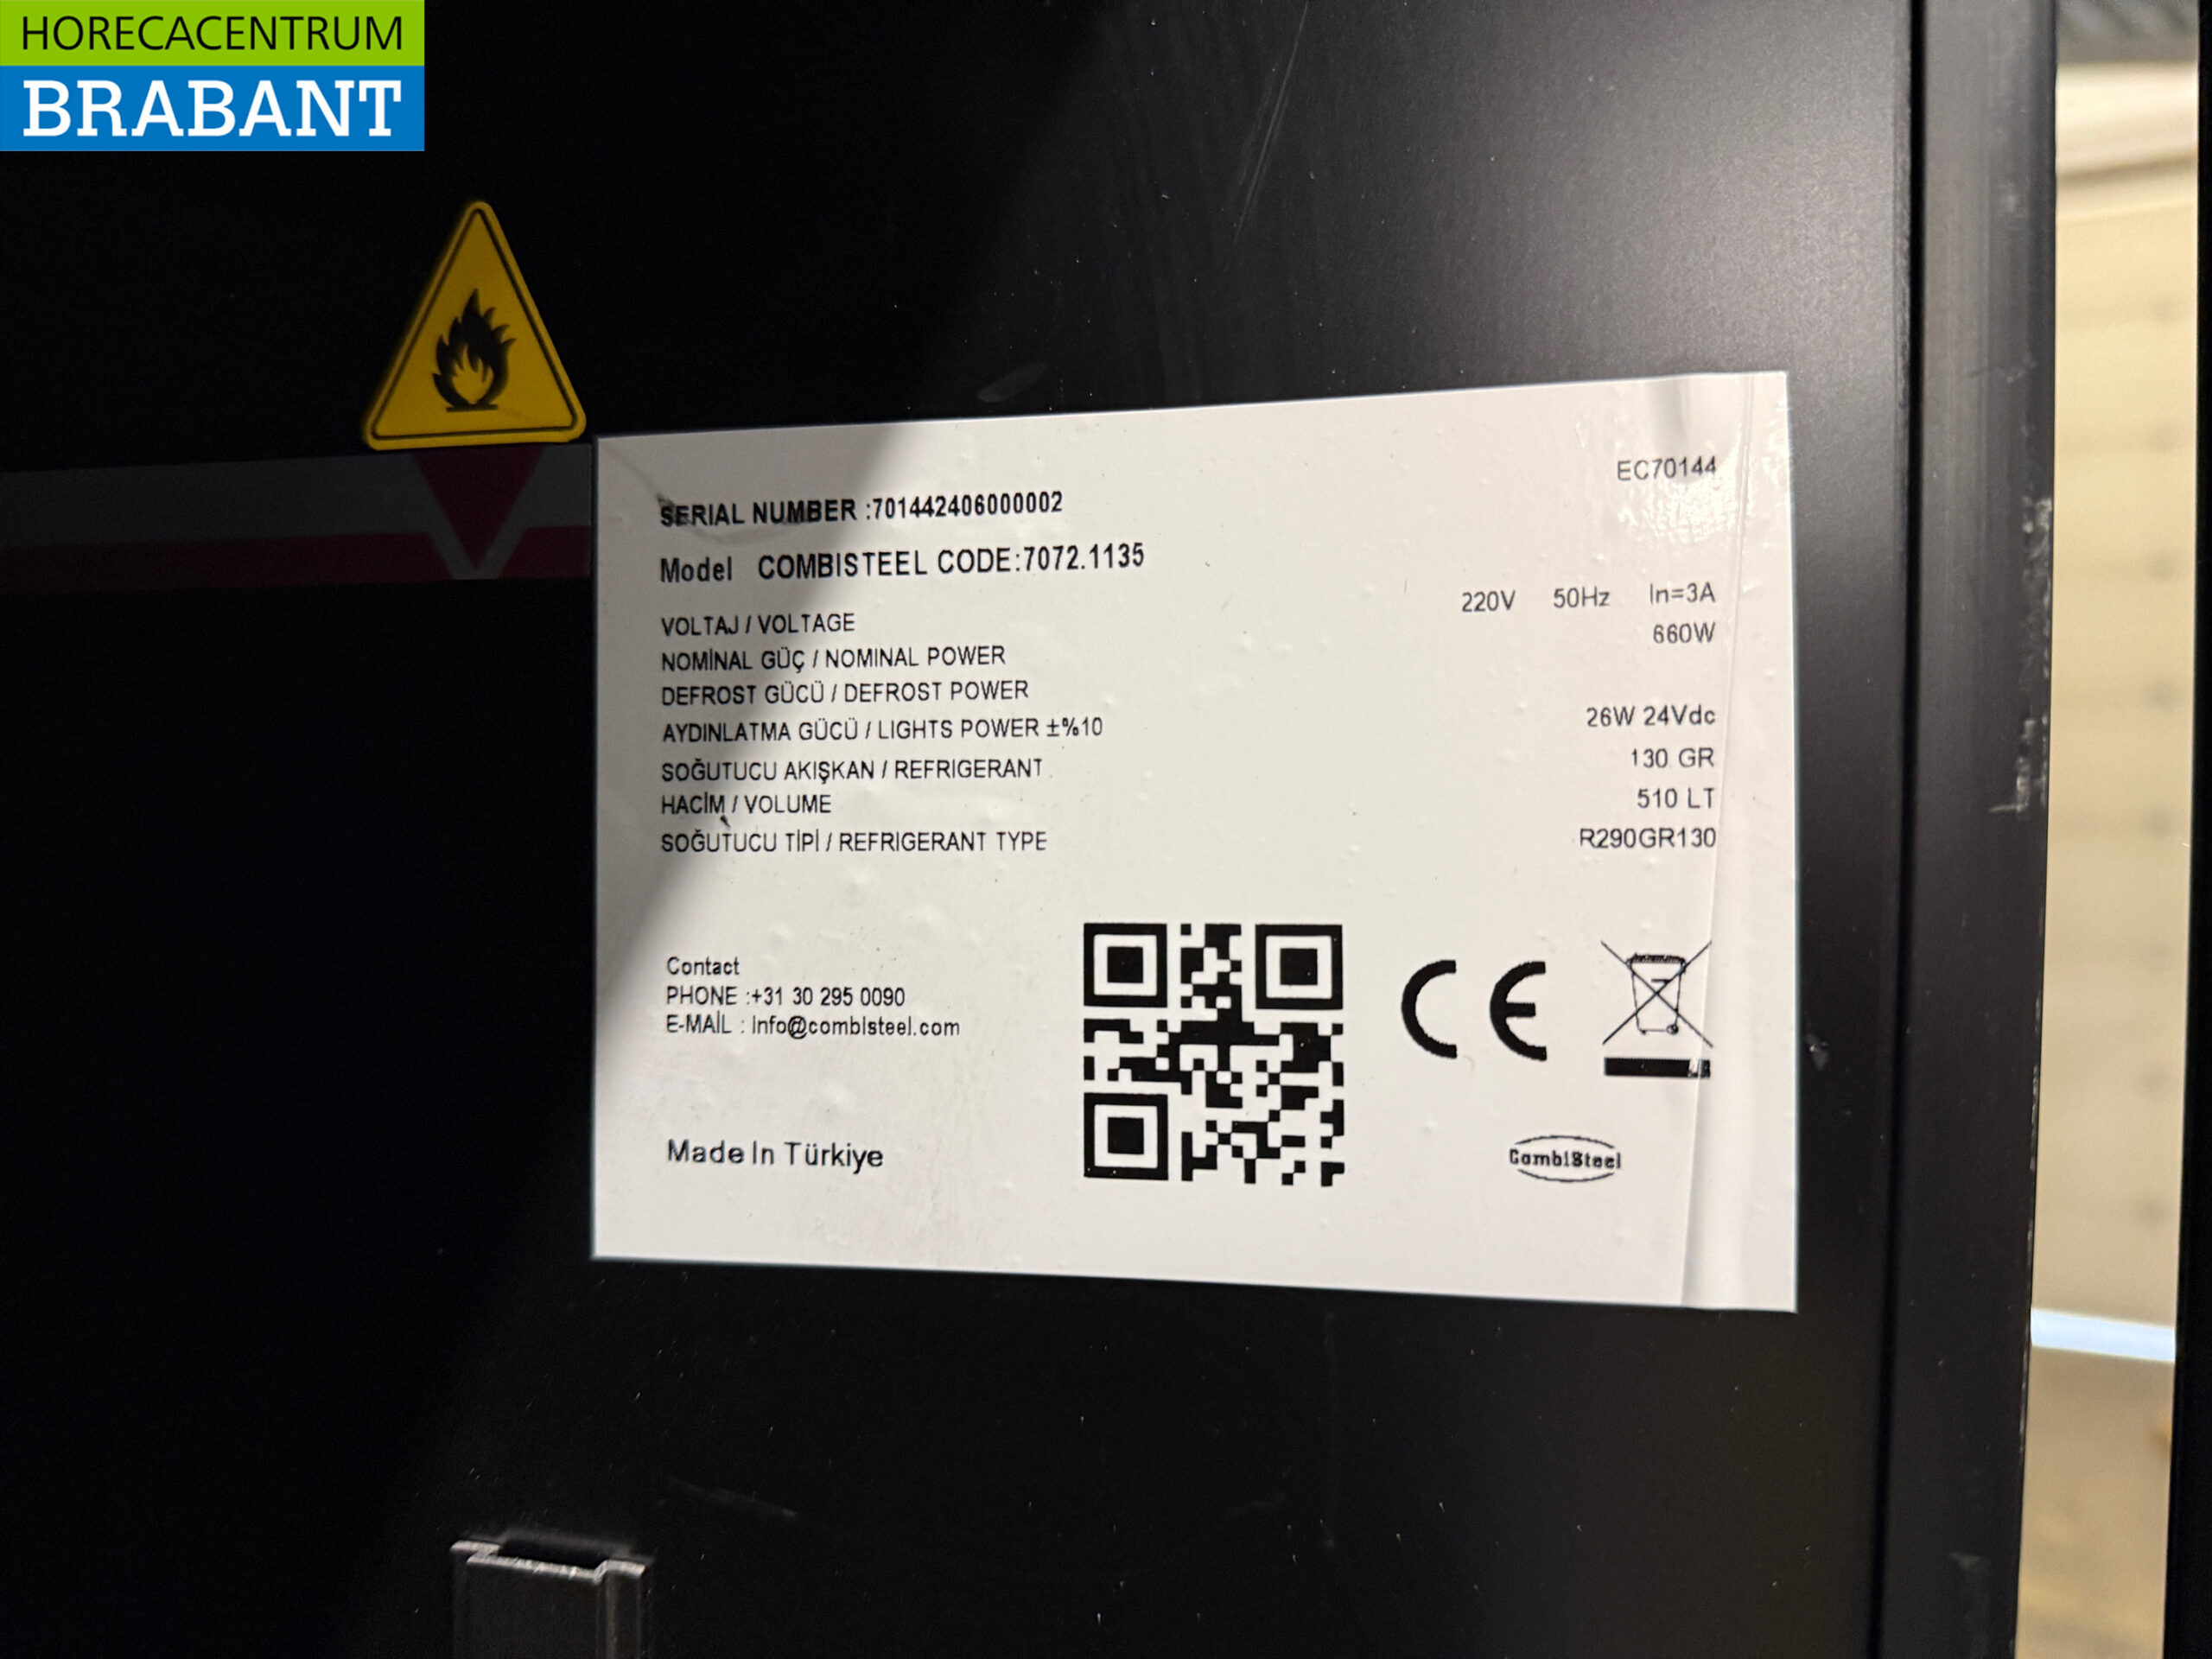 HORECACENTRUM
BRABANT
EC70144
SERIAL NUMBER :701442406000002
Model COMBISTEEL CODE:7072.1135
VOLTAJ / VOLTAGE 220V 50Hz In=3A
NOMİNAL GÜÇ / NOMINAL POWER 660W
DEFROST GÜCÜ / DEFROST POWER
AYDINLATMA GÜCÜ / LIGHTS POWER ±%10 26W 24Vdc
SOĞUTUCU AKIŞKAN / REFRIGERANT 130 GR
HACİM / VOLUME 510 LT
SOĞUTUCU TİPİ / REFRIGERANT TYPE R290GR130
Contact
PHONE :+31 30 295 0090
E-MAİL : info@combisteel.com
CE
Made In Türkiye
CombiSteel